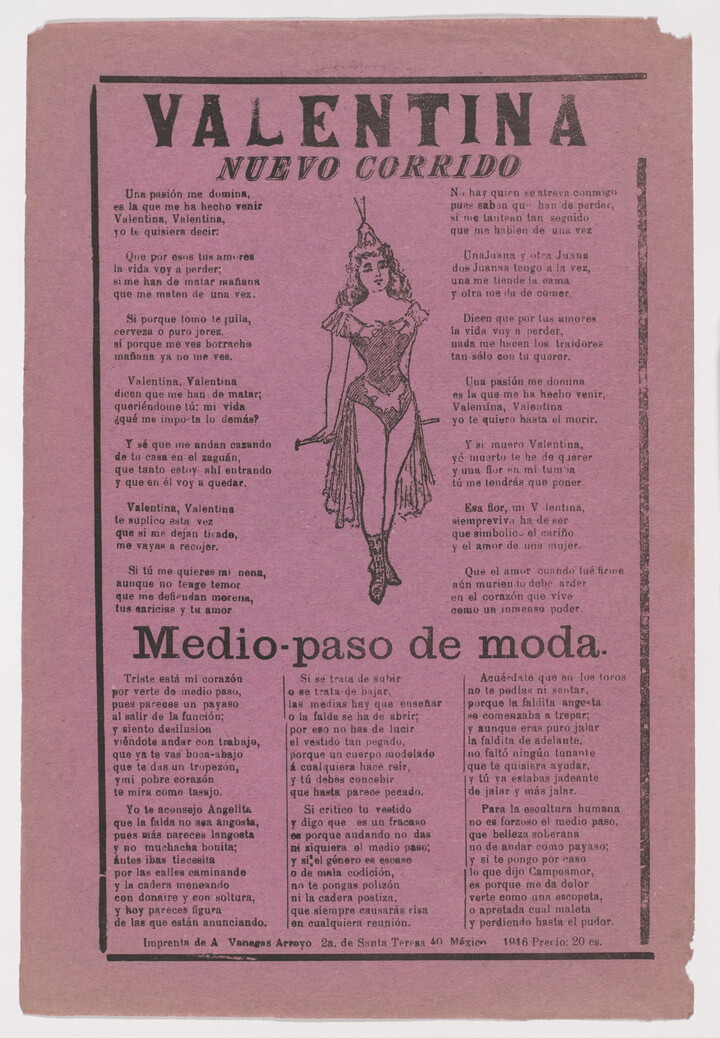 VALENTINA
NUEVO CORRIDO
Una pasión me domina,
es la que me ha hecho venir
Valentina, Valentina,
yo te quisiera decir:
Que por esos tus amores
la vida voy a perder;
si me han de matar mañana
que me maten de una vez.
Si porque tomo tequila,
cerveza o puro jerez.
si porque me ves borracho
mañana ya no me ves.
Valentina, Valentina
dicen que me han de matar;
queriéndome tú; mi vida
¿qué me importa lo demás?
Y sé que me andan cazando
de tu casa en el zaguán,
que tanto estoy ahí entrando
y que en él voy a quedar.
Valentina, Valentina
te suplico esta vez
que si me dejan tirado,
me vayas a recojer.
Si tú me quieres mi nena,
aunque no tengo temor
que me defiendan morena,
tus caricias y tu amor
No hay quien se atreva conmigo
pues saben que han de perder,
si me tantean tan seguido
que me hablen de una vez
UnaJuana y otra Juana
dos Juanas tengo a la vez,
una me tiende la cama
y otra me da de comer.
Dicen que por tus amores
la vida voy a perder,
nada me hacen los traidores
tan sólo con tu querer.
Una pasión me domina
es la que me ha hecho venir,
Valentina, Valentina
yo te quiero hasta el morir.
Y si muero Valentina,
yó muerto te he de querer
y una flor en mi tumba
tú me tendrás que poner
Esa flor, mi Valentina,
siempreviva ha de ser
que simbolice el cariño
y el amor de una mujer.
Que el amor cuando fué firme
aún muriendo debe arder
en el corazón que vive
como un inmenso poder.
Medio-paso de moda.
Triste está mi corazón
por verte de medio paso,
pues pareces un payaso
al salir de la función;
y siento desilusion
viéndote andar con trabajo,
que ya te vas boca-abajo
que te das un tropezón,
ymi pobre corazón
te mira como tasajo.
Yo te aconsejo Angelita
que la falda no sea angosta,
pues más pareces langosta
y no muchacha bonita;
ántes ibas tiecesita
por las calles caminando
y la cadera meneando
con donaire y con soltura,
y hoy pareces figura
de las que están anunciando.
Si se trata de subir
o se trata de bajar,
las medias hay que enseñar
o la falda se ha de abrir;
por eso no has de lucir
el vestido tan pegado,
porque un cuerpo modelado
á cualquiera hace reir,
y tú debes concebir
que hasta parece pecado.
Si critico tu vestido
y digo que es un fracaso
es porque andando no das
ni siquiera el medio paso;
y si el género es escaso
o de mala codición,
no te pongas polizón
ni la cadera postiza,
que siempre causarás risa
en cualquiera reunión.
Acuérdate que en los toros
no te podías ni sentar,
porque la faldita angosta
se comenzaba a trepar;
y aunque eras puro jalar
la faldita de adelante,
no faltó ningún tunante
que te quisiera ayudar,
y tú ya estabas jadeante
de jalar y más jalar.
Para la escultura humana
no es forzoso el medio paso,
que belleza soberana
no de andar como payaso;
y si te pongo por caso
lo que dijo Campoamor,
es porque me da dolor
verte como una escopeta,
o apretada cual maleta
y perdiendo hasta el pudor.
Imprenta de A Vanegas Arroyo 2a. de Santa Teresa 40 México 1916 Precio: 20 cs.